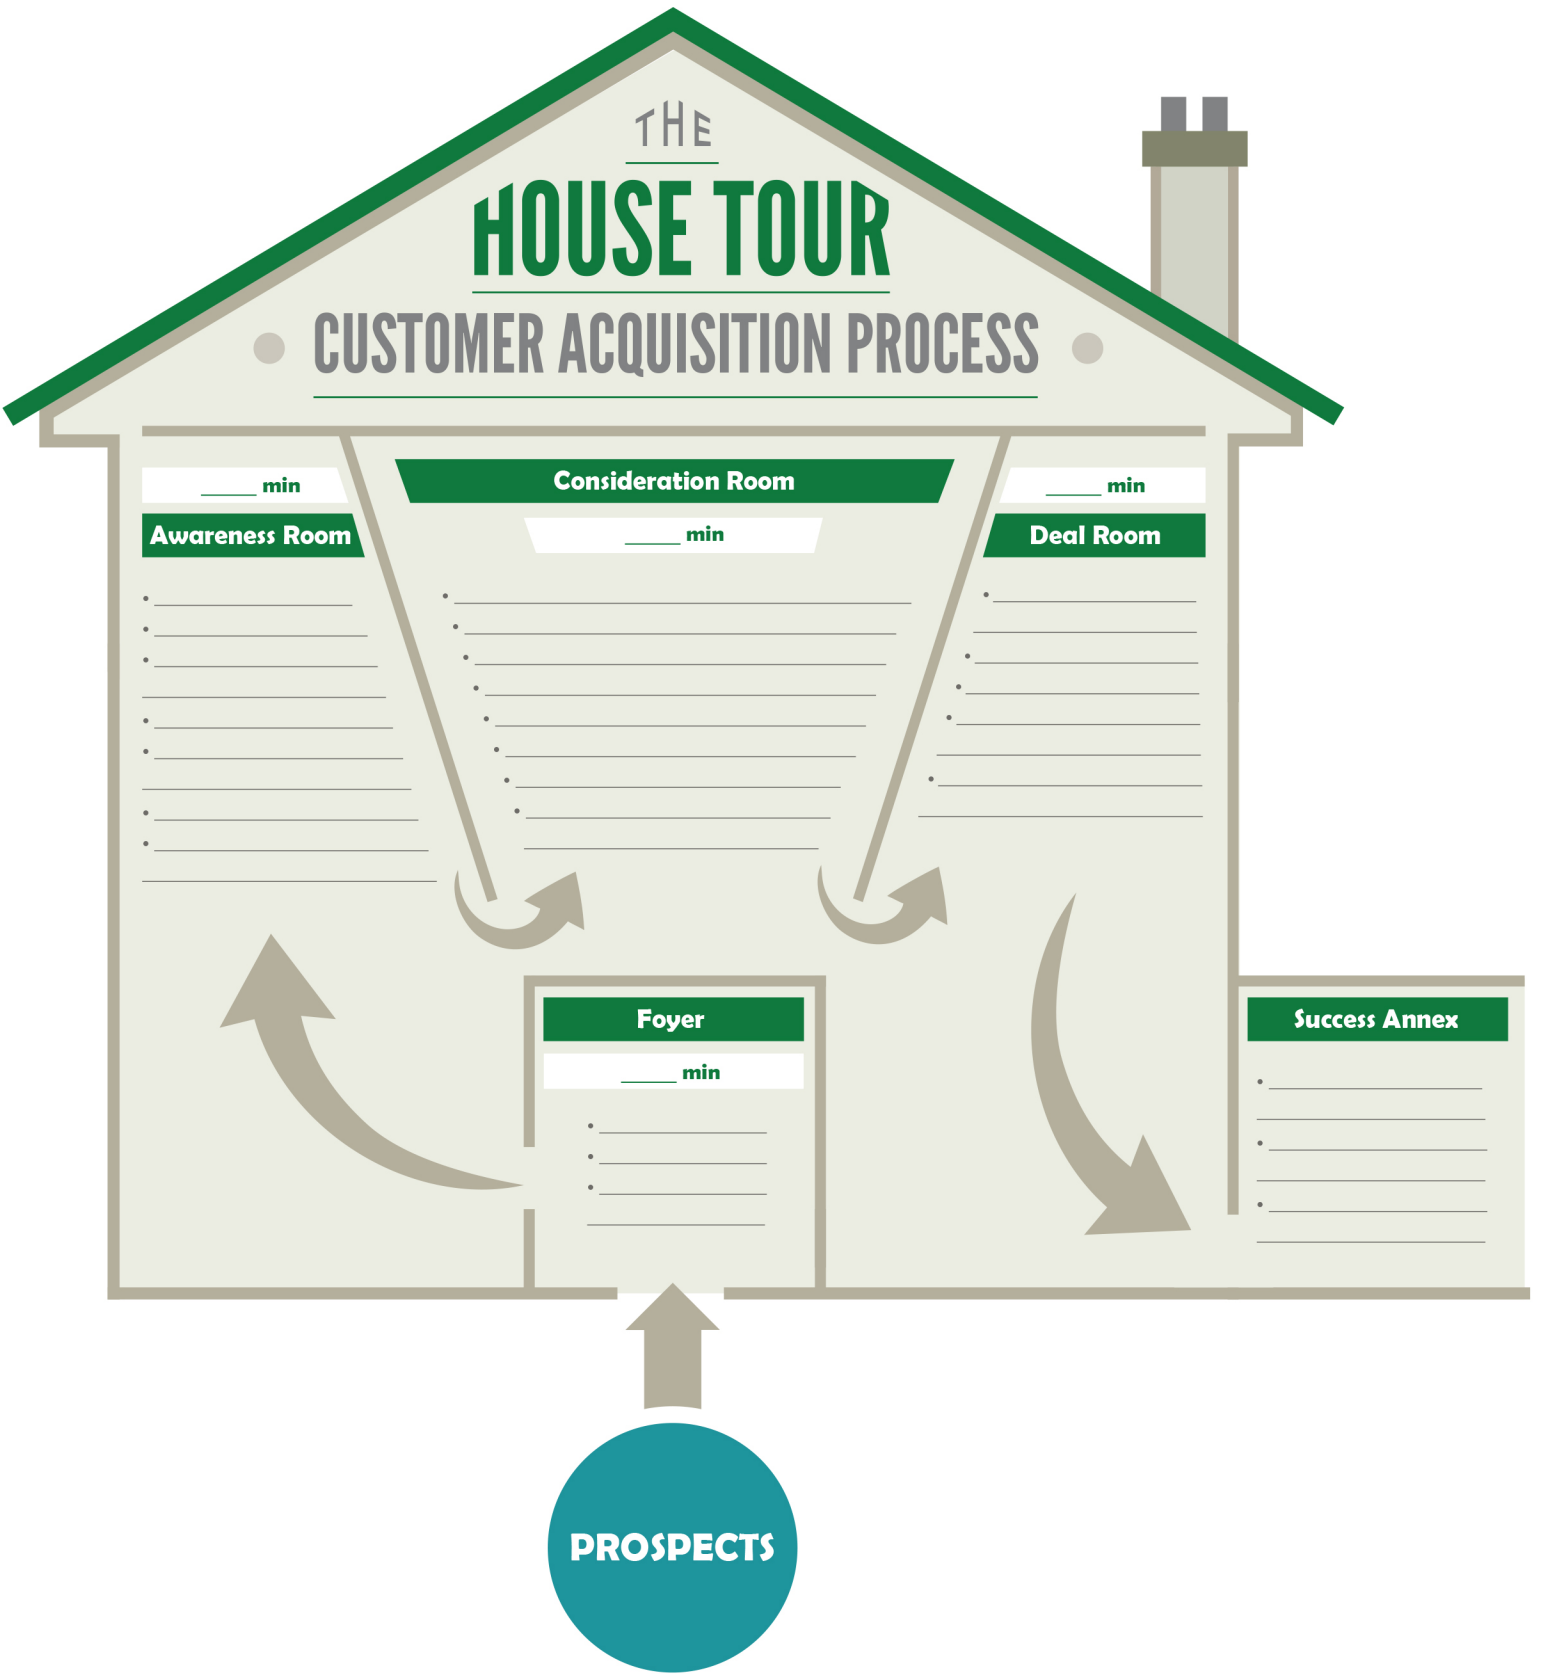 THE
HOUSE TOUR
CUSTOMER ACQUISITION PROCESS
_____ min
Awareness Room
Consideration Room
_____ min
_____ min
Deal Room
Foyer
_____ min
Success Annex
PROSPECTS